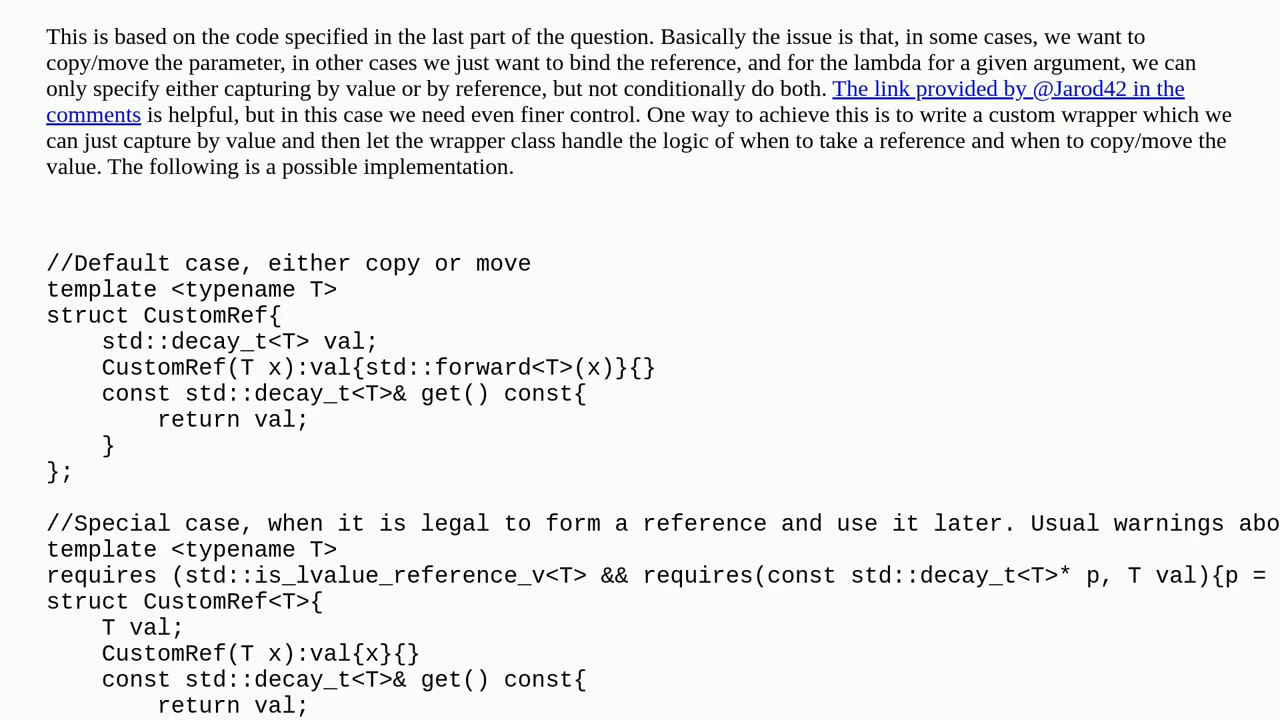 This is based on the code specified in the last part of the question. Basically the issue is that, in some cases, we want to
copy/move the parameter, in other cases we just want to bind the reference, and for the lambda for a given argument, we can
only specify either capturing by value or by reference, but not conditionally do both. The link provided by @Jarod42 in the
comments is helpful, but in this case we need even finer control. One way to achieve this is to write a custom wrapper which we
can just capture by value and then let the wrapper class handle the logic of when to take a reference and when to copy/move the
value. The following is a possible implementation.
//Default case, either copy or move
template <typename T>
struct CustomRef{
    std::decay_t<T> val;
    CustomRef(T x):val{std::forward<T>(x)}{}
    const std::decay_t<T>& get() const{
        return val;
    }
};
//Special case, when it is legal to form a reference and use it later. Usual warnings abo
template <typename T>
requires (std::is_lvalue_reference_v<T> && requires(const std::decay_t<T>* p, T val){p =
struct CustomRef<T>{
    T val;
    CustomRef(T x):val{x}{}
    const std::decay_t<T>& get() const{
        return val;